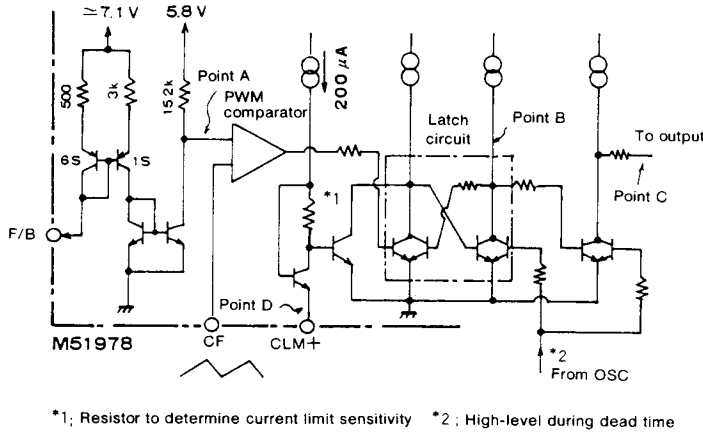 ≃7.1 V
5.8 V
500
3k
15.2k
Point A
PWM
comparator
200 μA
Latch
circuit
Point B
To output
Point C
6S
1S
*1
F/B
Point D
M51978
CF
CLM+
*2
From OSC
*1; Resistor to determine current limit sensitivity *2 ; High-level during dead time